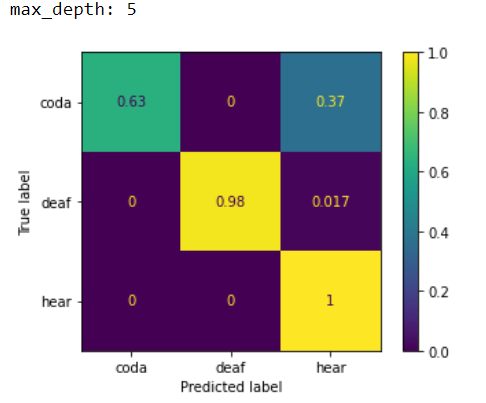 max_depth: 5
1.0
coda 0.63 0 0.37
0.8
0.6
True label
deaf 0 0.98 0.017
0.4
hear 0 0 1
0.2
0.0
coda deaf hear
Predicted label